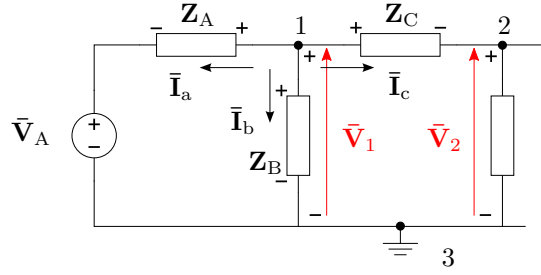 Z_A 1 Z_C 2
− + + − +
Ī_a Ī_c
+ +
V̄_A + − Ī_b + V̄_1 V̄_2
Z_B − − −
3